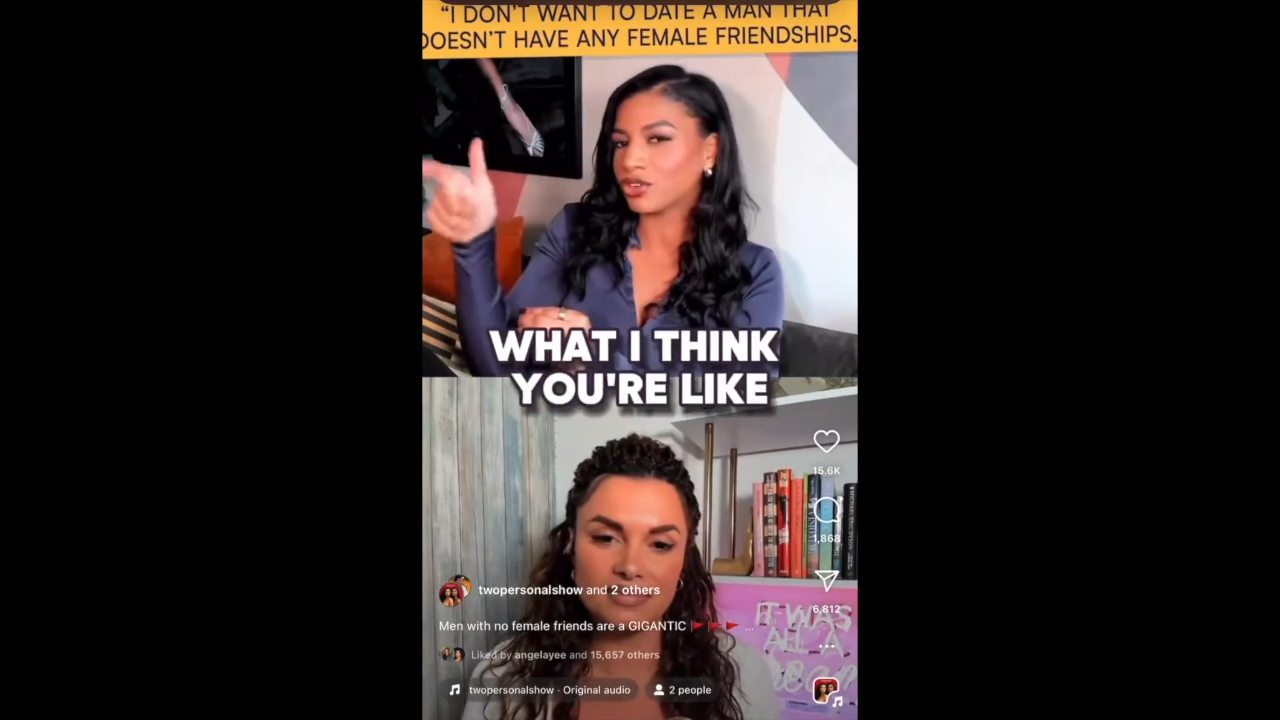 "I DON'T WANT TO DATE A MAN THAT
DOESN'T HAVE ANY FEMALE FRIENDSHIPS.
WHAT I THINK
YOU'RE LIKE
15.6K
1,868
twopersonalshow and 2 others
6,812
Men with no female friends are a GIGANTIC 🚩🚩🚩 ...
IT WAS
ALL A
Liked by angelayee and 15,657 others
twopersonalshow · Original audio
2 people